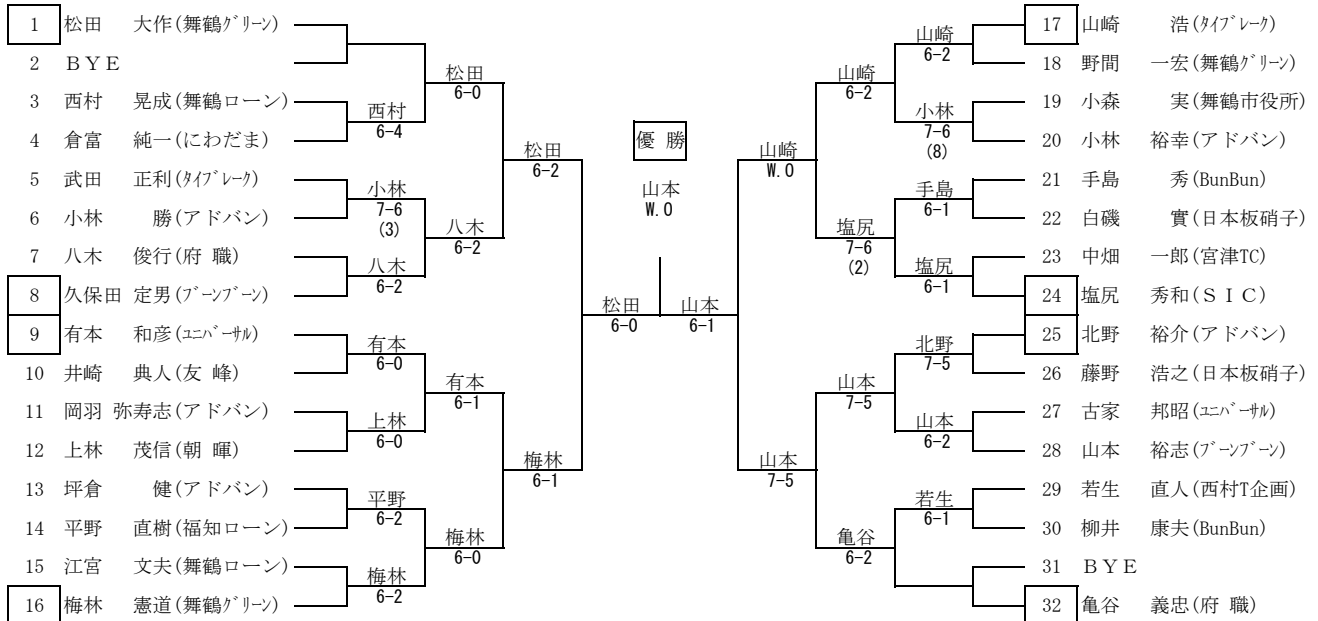 1 松田 大作(舞鶴グリーン)
2 ＢＹＥ
3 西村 晃成(舞鶴ローン)
4 倉富 純一(にわだま)
5 武田 正利(タイブレーク)
6 小林 勝(アドバン)
7 八木 俊行(府 職)
8 久保田 定男(ブーンブーン)
9 有本 和彦(ユニバーサル)
10 井崎 典人(友 峰)
11 岡羽 弥寿志(アドバン)
12 上林 茂信(朝 暉)
13 坪倉 健(アドバン)
14 平野 直樹(福知ローン)
15 江宮 文夫(舞鶴ローン)
16 梅林 憲道(舞鶴グリーン)
西村
6-4
小林
7-6
(3)
八木
6-2
有本
6-0
上林
6-0
平野
6-2
梅林
6-2
松田
6-0
八木
6-2
有本
6-1
梅林
6-0
松田
6-2
梅林
6-1
松田
6-0
優 勝
山本
W.O
山本
6-1
山崎
W.O
山本
7-5
山崎
6-2
塩尻
7-6
(2)
山本
7-5
亀谷
6-2
山崎
6-2
小林
7-6
(8)
手島
6-1
塩尻
6-1
北野
7-5
山本
6-2
若生
6-1
17 山崎 浩(タイブレーク)
18 野間 一宏(舞鶴グリーン)
19 小森 実(舞鶴市役所)
20 小林 裕幸(アドバン)
21 手島 秀(BunBun)
22 白磯 實(日本板硝子)
23 中畑 一郎(宮津TC)
24 塩尻 秀和(ＳＩＣ)
25 北野 裕介(アドバン)
26 藤野 浩之(日本板硝子)
27 古家 邦昭(ユニバーサル)
28 山本 裕志(ブーンブーン)
29 若生 直人(西村T企画)
30 柳井 康夫(BunBun)
31 ＢＹＥ
32 亀谷 義忠(府 職)